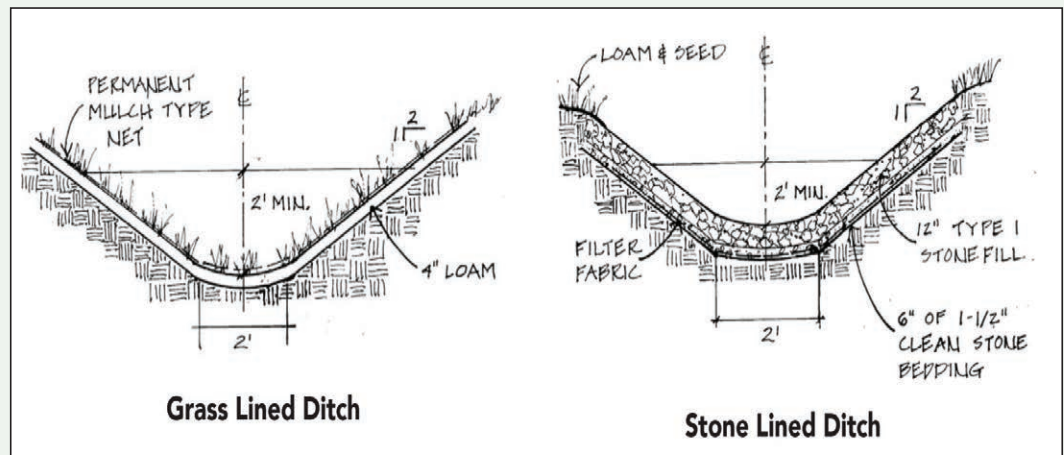 PERMANENT
MULCH TYPE
NET
℄
1
2
2' MIN.
4" LOAM
2'
Grass Lined Ditch
LOAM & SEED
℄
1
2
2' MIN.
FILTER
FABRIC
12" TYPE I
STONE FILL.
2'
6" OF 1-1/2"
CLEAN STONE
BEDDING
Stone Lined Ditch